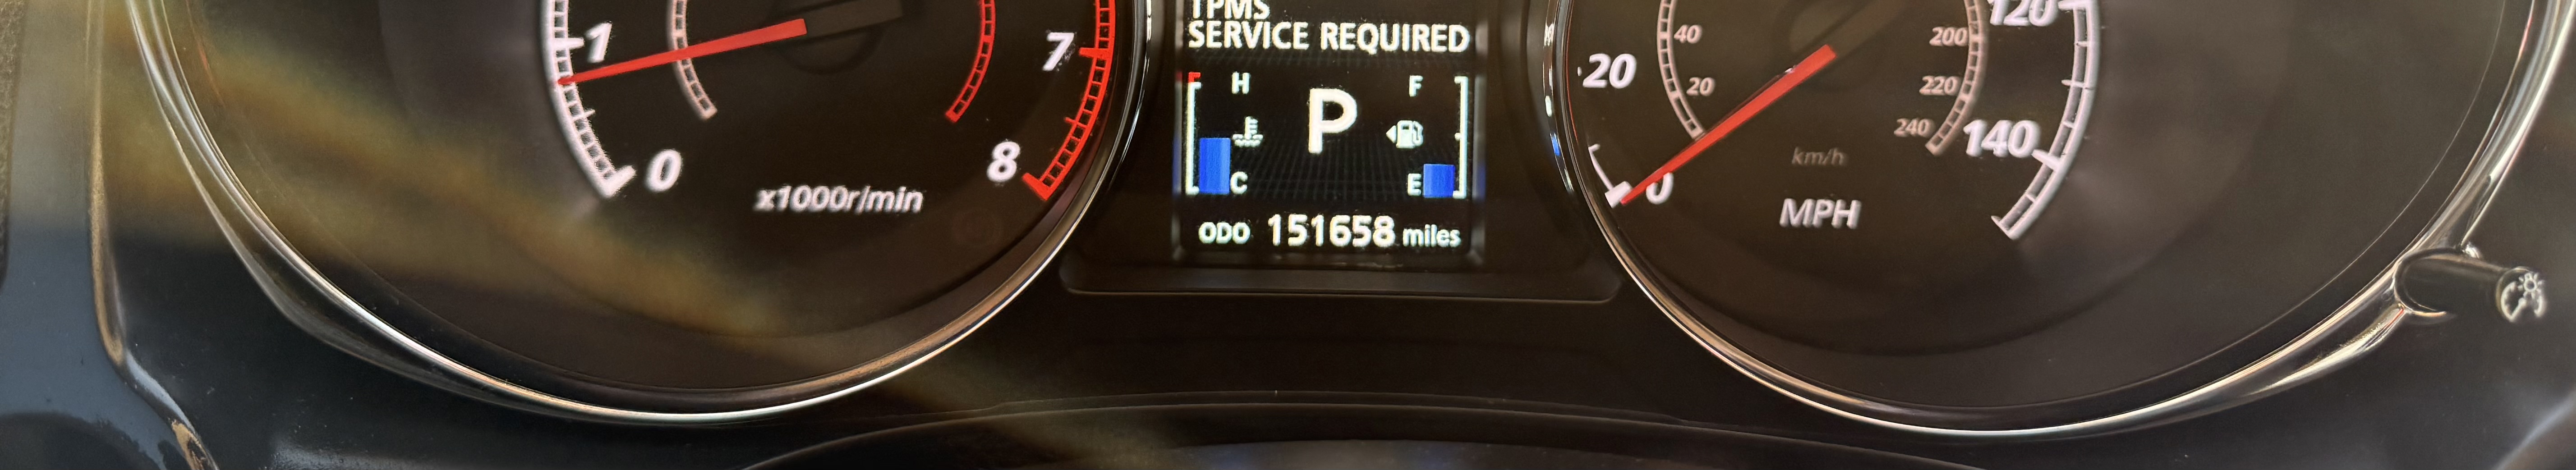 1
0
x1000r/min
7
8
TPMS
SERVICE REQUIRED
H
P
F
C
E
ODO 151658 miles
20
0
40
20
200
220
240
km/h
MPH
120
140